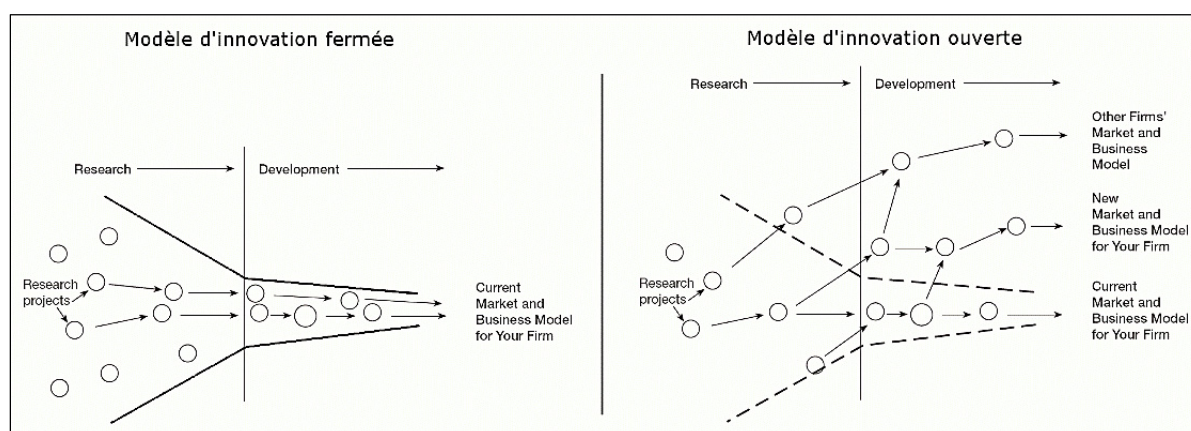 Modèle d'innovation fermée
Research
Development
Research
projects
Current
Market and
Business Model
for Your Firm
Modèle d'innovation ouverte
Research
Development
Other Firms'
Market and
Business
Model
New
Market and
Business Model
for Your Firm
Research
projects
Current
Market and
Business Model
for Your Firm